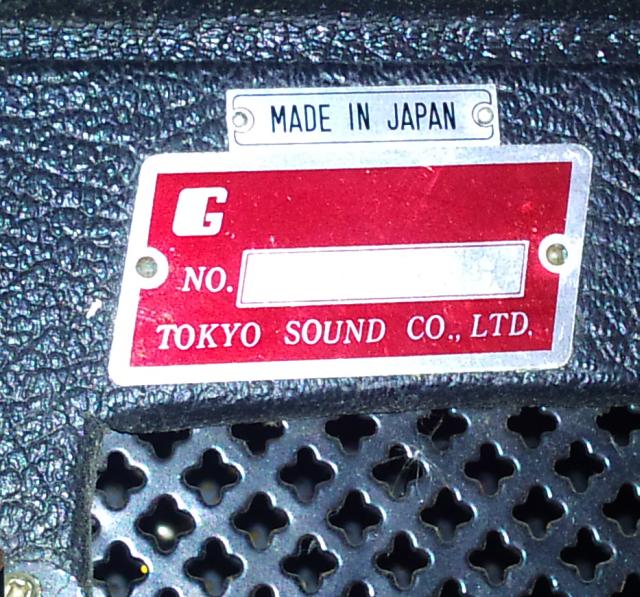 MADE IN JAPAN
G
NO.
TOKYO SOUND CO., LTD.